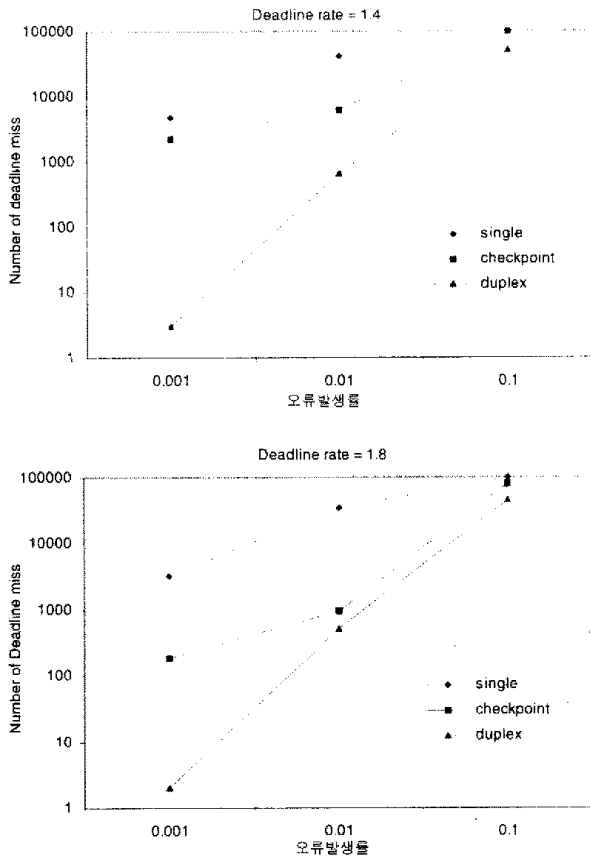 Deadline rate = 1.4
Number of deadline miss
100000
10000
1000
100
10
1
single
checkpoint
duplex
0.001
0.01
0.1
오류발생률
Deadline rate = 1.8
Number of Deadline miss
100000
10000
1000
100
10
1
single
checkpoint
duplex
0.001
0.01
0.1
오류발생률